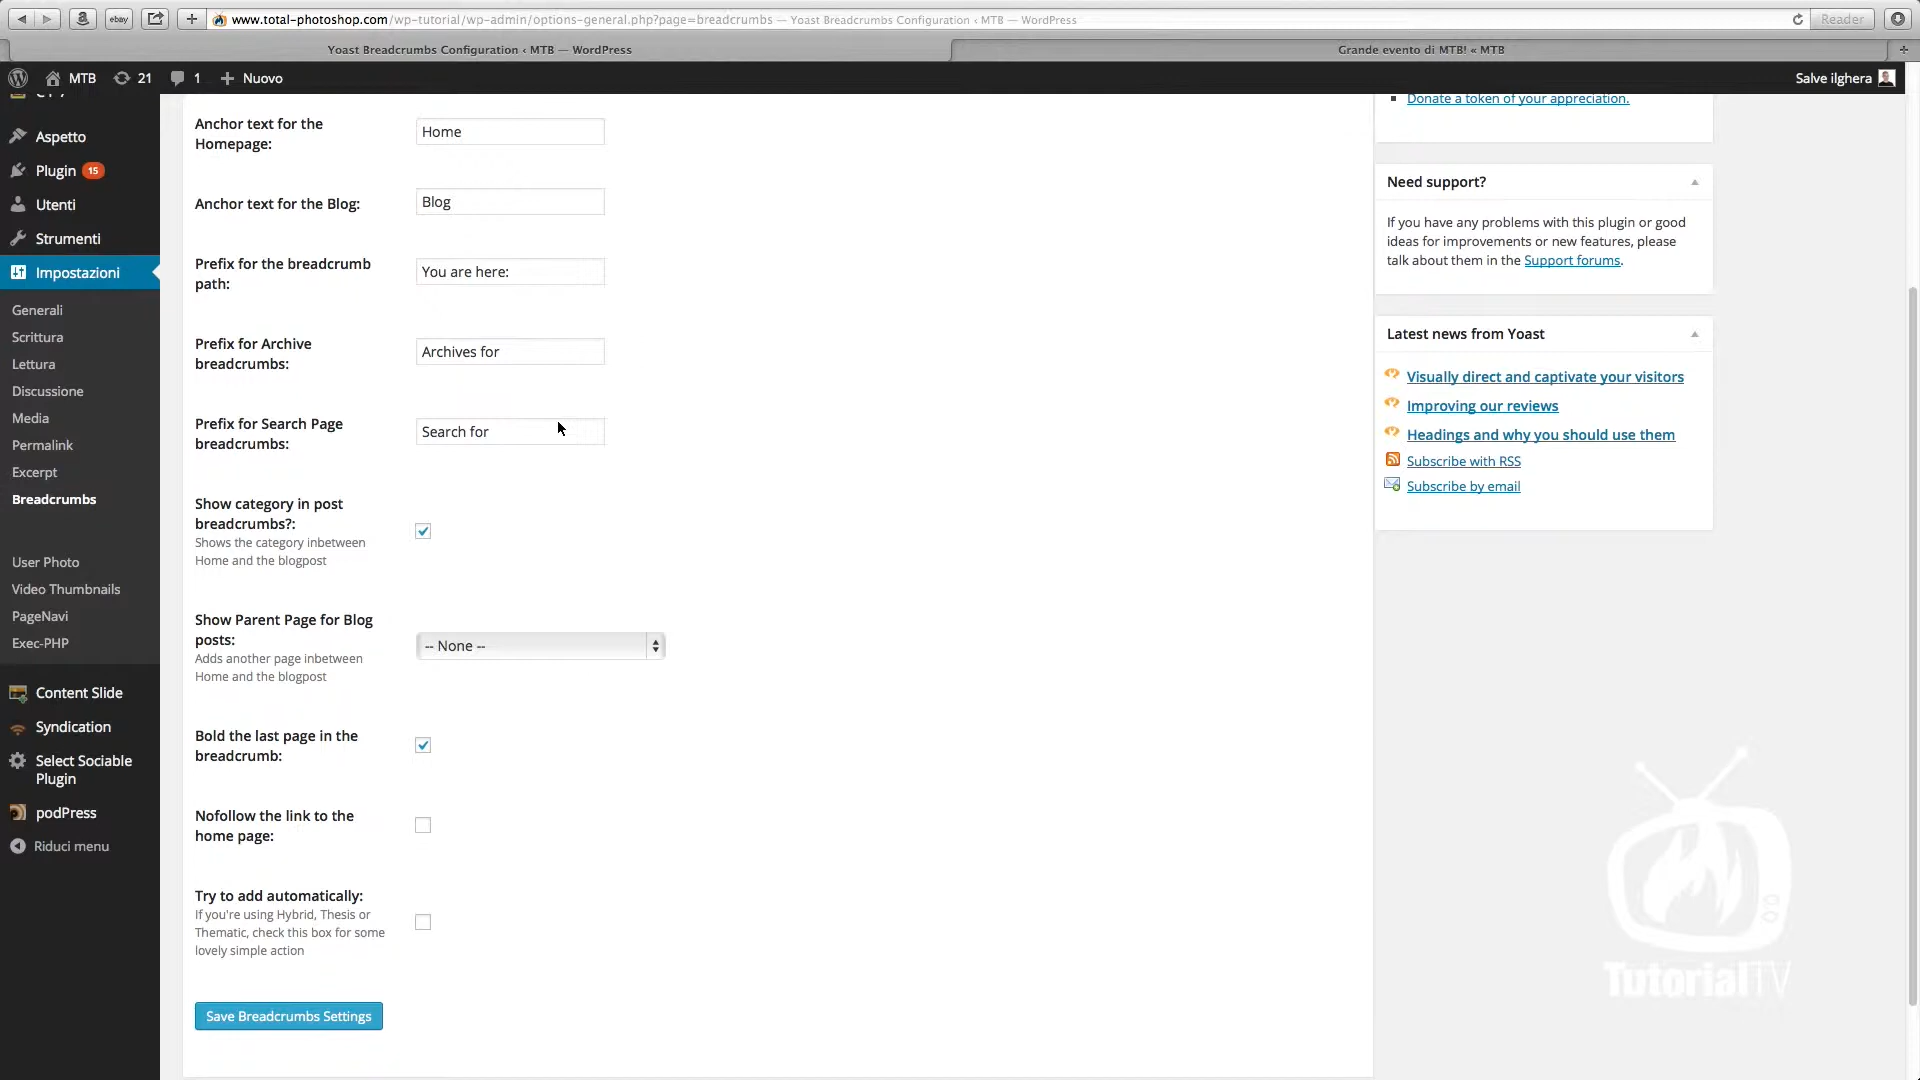 www.total-photoshop.com/wp-tutorial/wp-admin/options-general.php?page=breadcrumbs — Yoast Breadcrumbs Configuration ‹ MTB — WordPress
Reader
ebay
Yoast Breadcrumbs Configuration ‹ MTB — WordPress
Grande evento di MTB! « MTB
MTB
21
1
Nuovo
Salve ilghera
Aspetto
Plugin 15
Utenti
Strumenti
Impostazioni
Generali
Scrittura
Lettura
Discussione
Media
Permalink
Excerpt
Breadcrumbs
User Photo
Video Thumbnails
PageNavi
Exec-PHP
Content Slide
Syndication
Select Sociable
Plugin
podPress
Riduci menu
Anchor text for the
Homepage:
Home
Anchor text for the Blog:
Blog
Prefix for the breadcrumb
path:
You are here:
Prefix for Archive
breadcrumbs:
Archives for
Prefix for Search Page
breadcrumbs:
Search for
Show category in post
breadcrumbs?:
Shows the category inbetween
Home and the blogpost
Show Parent Page for Blog
posts:
Adds another page inbetween
Home and the blogpost
-- None --
Bold the last page in the
breadcrumb:
Nofollow the link to the
home page:
Try to add automatically:
If you're using Hybrid, Thesis or
Thematic, check this box for some
lovely simple action
Save Breadcrumbs Settings
Donate a token of your appreciation.
Need support?
If you have any problems with this plugin or good
ideas for improvements or new features, please
talk about them in the Support forums.
Latest news from Yoast
Visually direct and captivate your visitors
Improving our reviews
Headings and why you should use them
Subscribe with RSS
Subscribe by email
TutorialTV